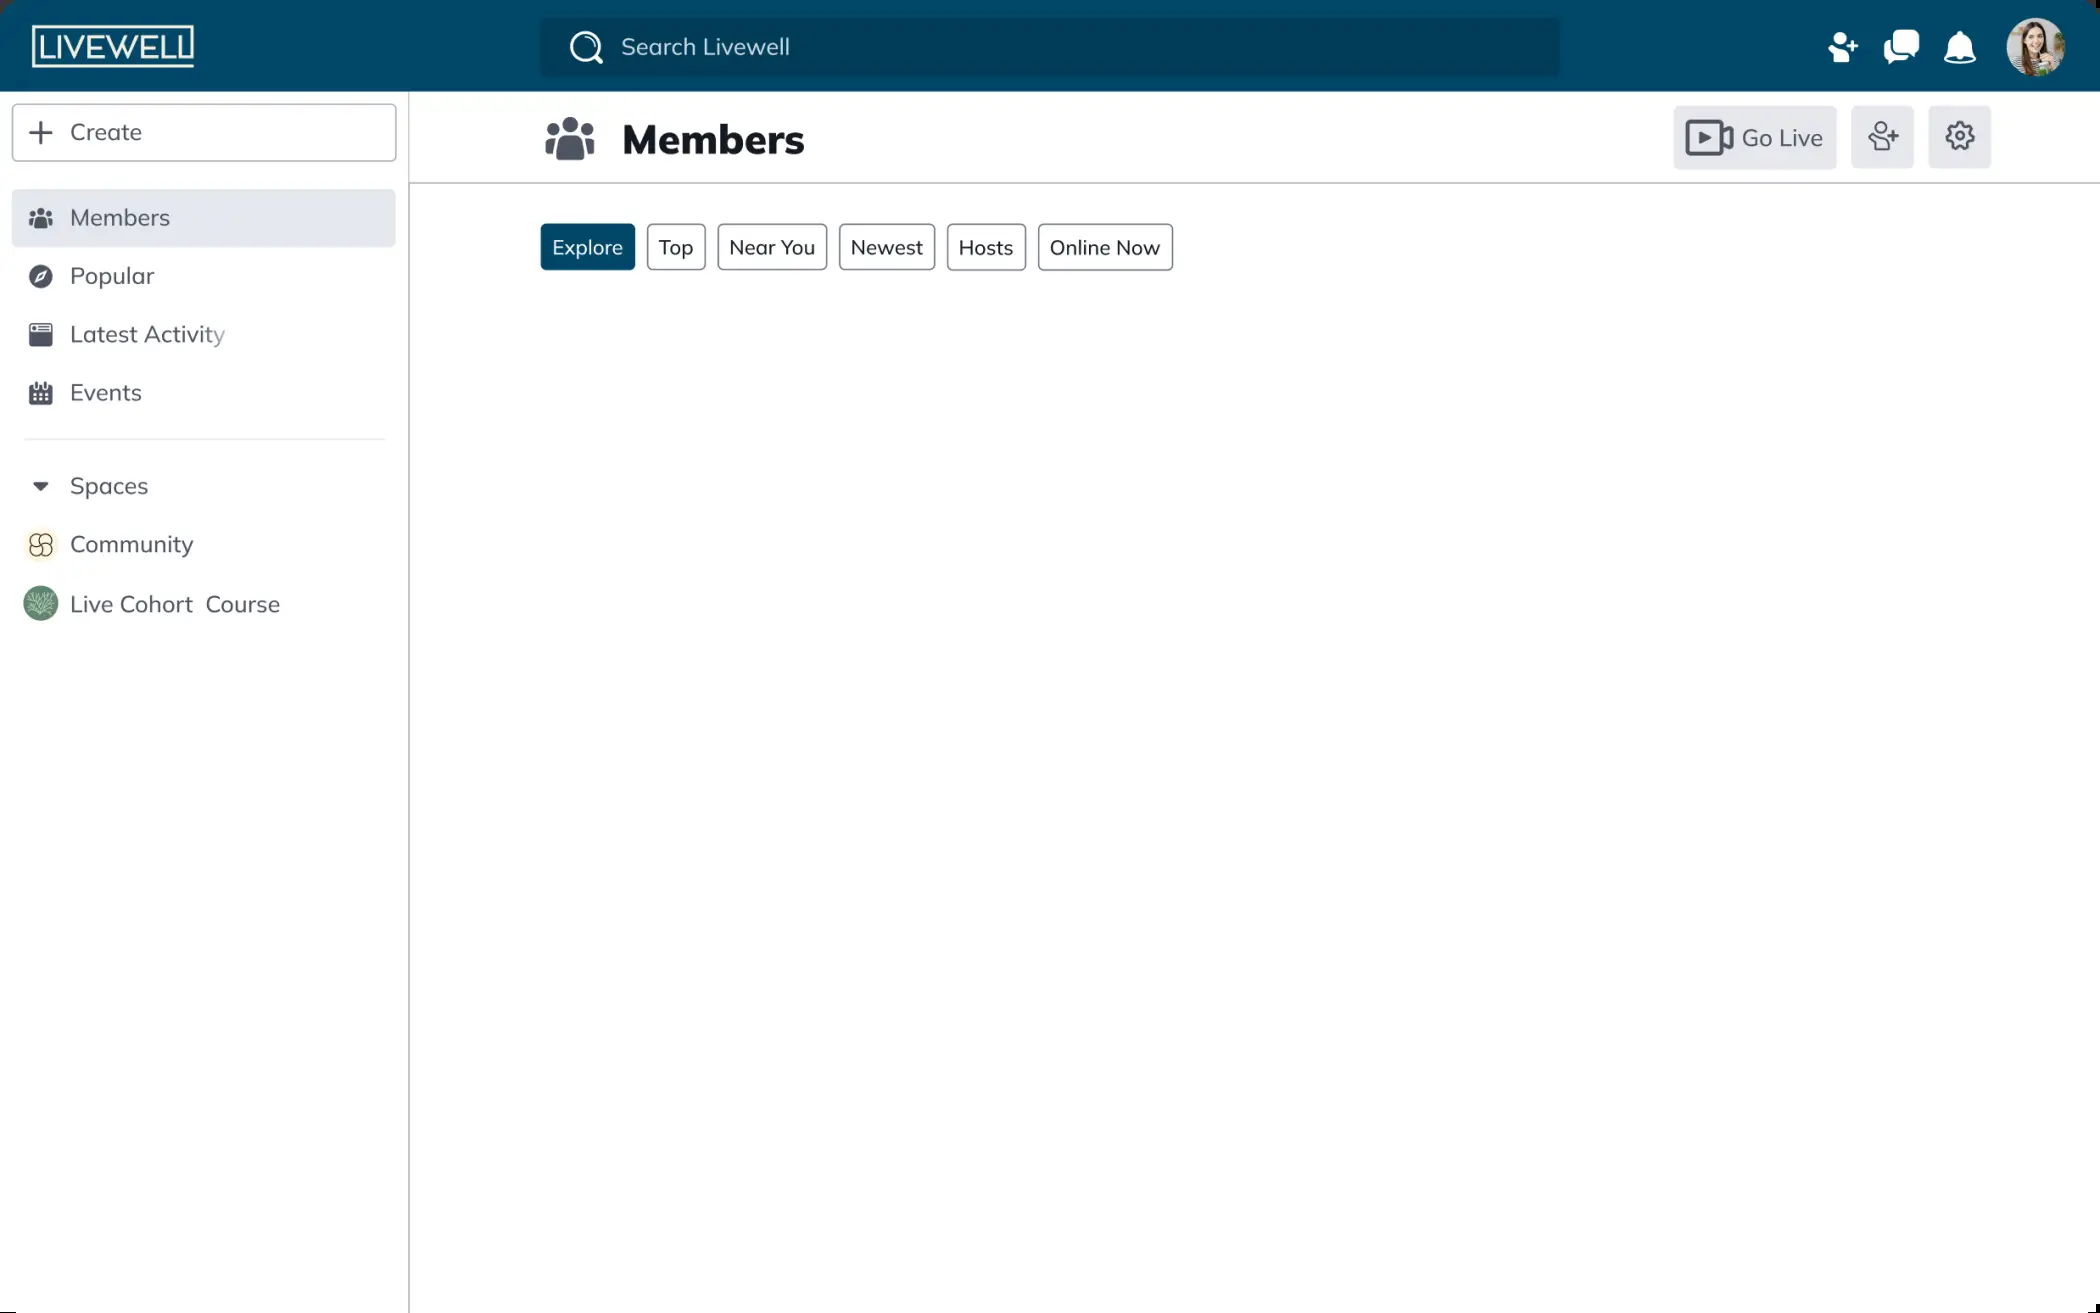 LIVEWELL
Search Livewell
Create
Members
Go Live
Members
Explore
Top
Near You
Newest
Hosts
Online Now
Popular
Latest Activity
Events
Spaces
Community
Live Cohort  Course